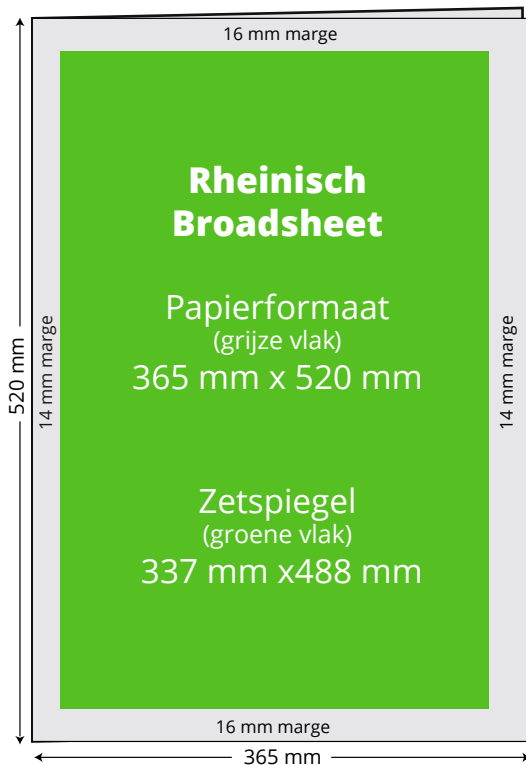 16 mm marge
Rheinisch
Broadsheet
Papierformaat
(grijze vlak)
365 mm x 520 mm
520 mm
14 mm marge
14 mm marge
Zetspiegel
(groene vlak)
337 mm x488 mm
16 mm marge
365 mm